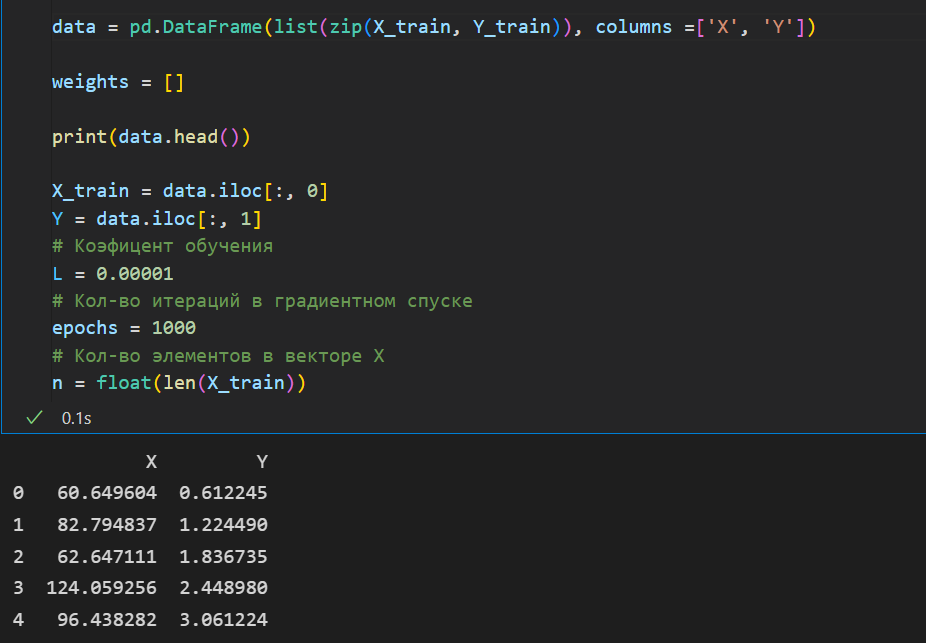 data = pd.DataFrame(list(zip(X_train, Y_train)), columns =['X', 'Y'])
weights = []
print(data.head())
X_train = data.iloc[:, 0]
Y = data.iloc[:, 1]
# Коэфицент обучения
L = 0.00001
# Кол-во итераций в градиентном спуске
epochs = 1000
# Кол-во элементов в векторе X
n = float(len(X_train))
✓ 0.1s
X Y
0 60.649604 0.612245
1 82.794837 1.224490
2 62.647111 1.836735
3 124.059256 2.448980
4 96.438282 3.061224